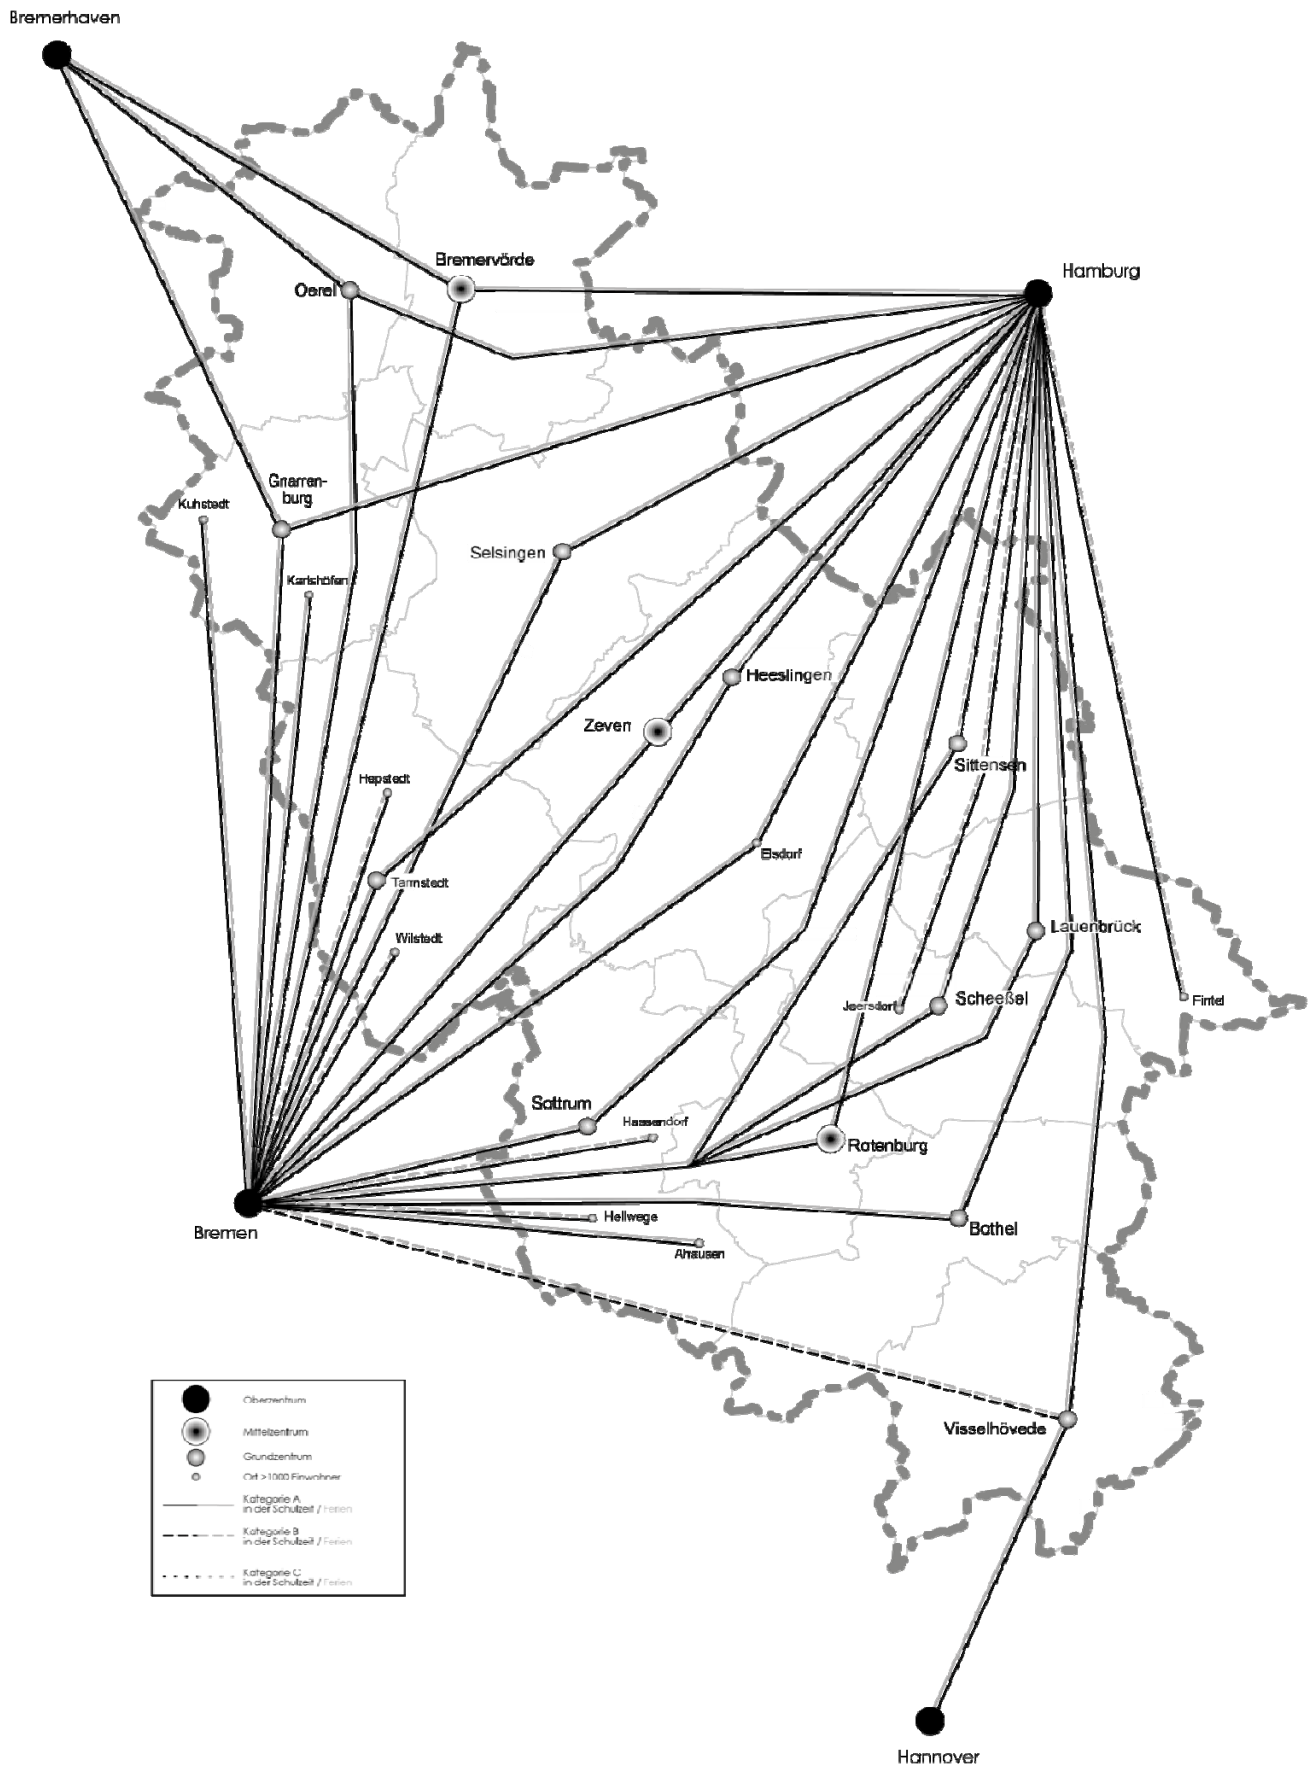 Bremerhaven
Bremervörde
Hamburg
Oerel
Gnarren-
burg
Kuhstedt
Selsingen
Karlshöfen
Heeslingen
Zeven
Sittensen
Hepstedt
Elsdorf
Tarmstedt
Lauenbrück
Wilstedt
Jeersdorf
Scheeßel
Fintel
Sottrum
Hassendorf
Rotenburg
Hellwege
Bothel
Bremen
Ahausen
Visselhövede
Oberzentrum
Mittelzentrum
Grundzentrum
Ort >1000 Einwohner
Kategorie A
in der Schulzeit / Ferien
Kategorie B
in der Schulzeit / Ferien
Kategorie C
in der Schulzeit / Ferien
Hannover